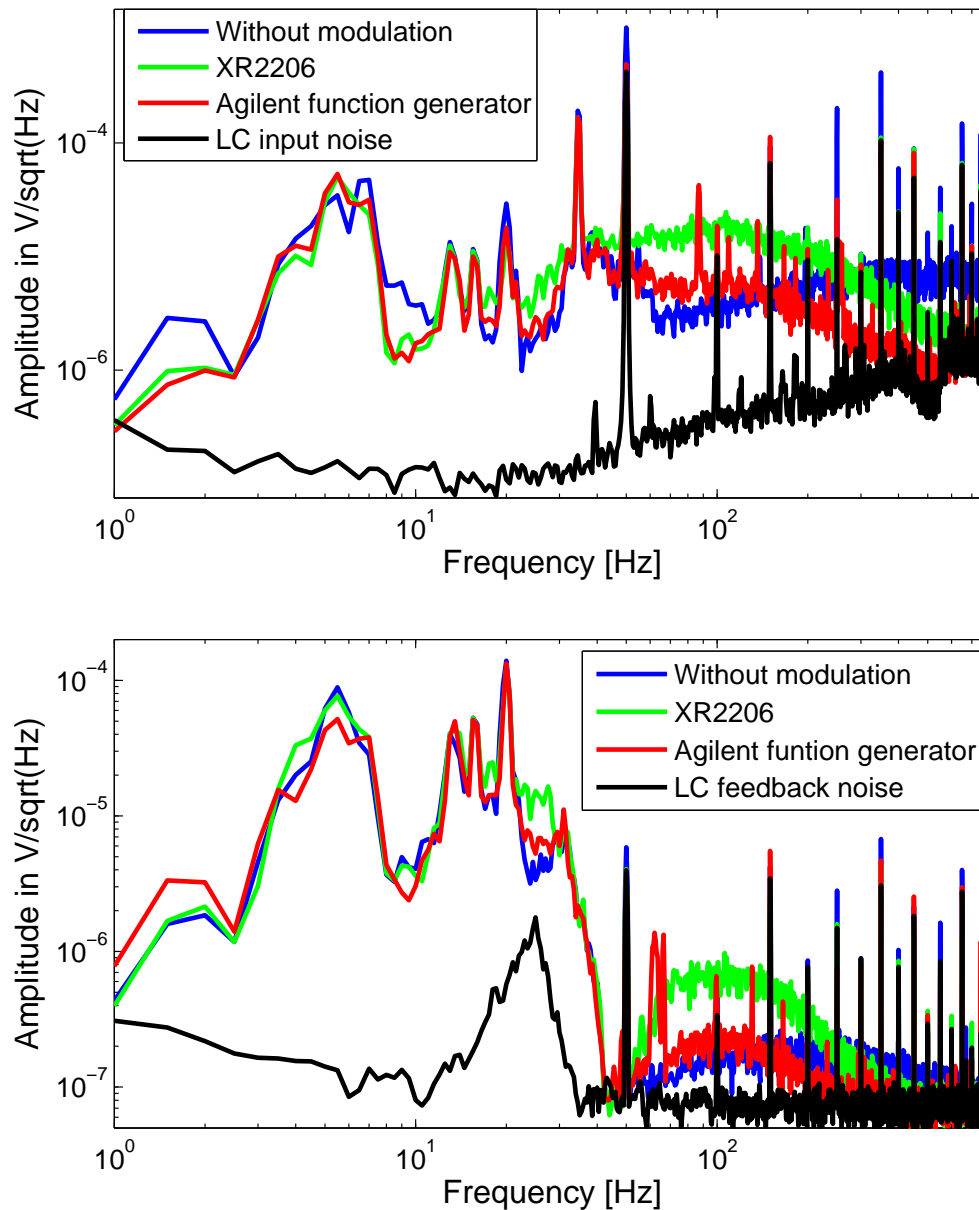 Without modulation
XR2206
Agilent function generator
LC input noise
Amplitude in V/sqrt(Hz)
10^-4
10^-6
10^0
10^1
10^2
Frequency [Hz]
Without modulation
XR2206
Agilent funtion generator
LC feedback noise
Amplitude in V/sqrt(Hz)
10^-4
10^-5
10^-6
10^-7
10^0
10^1
10^2
Frequency [Hz]